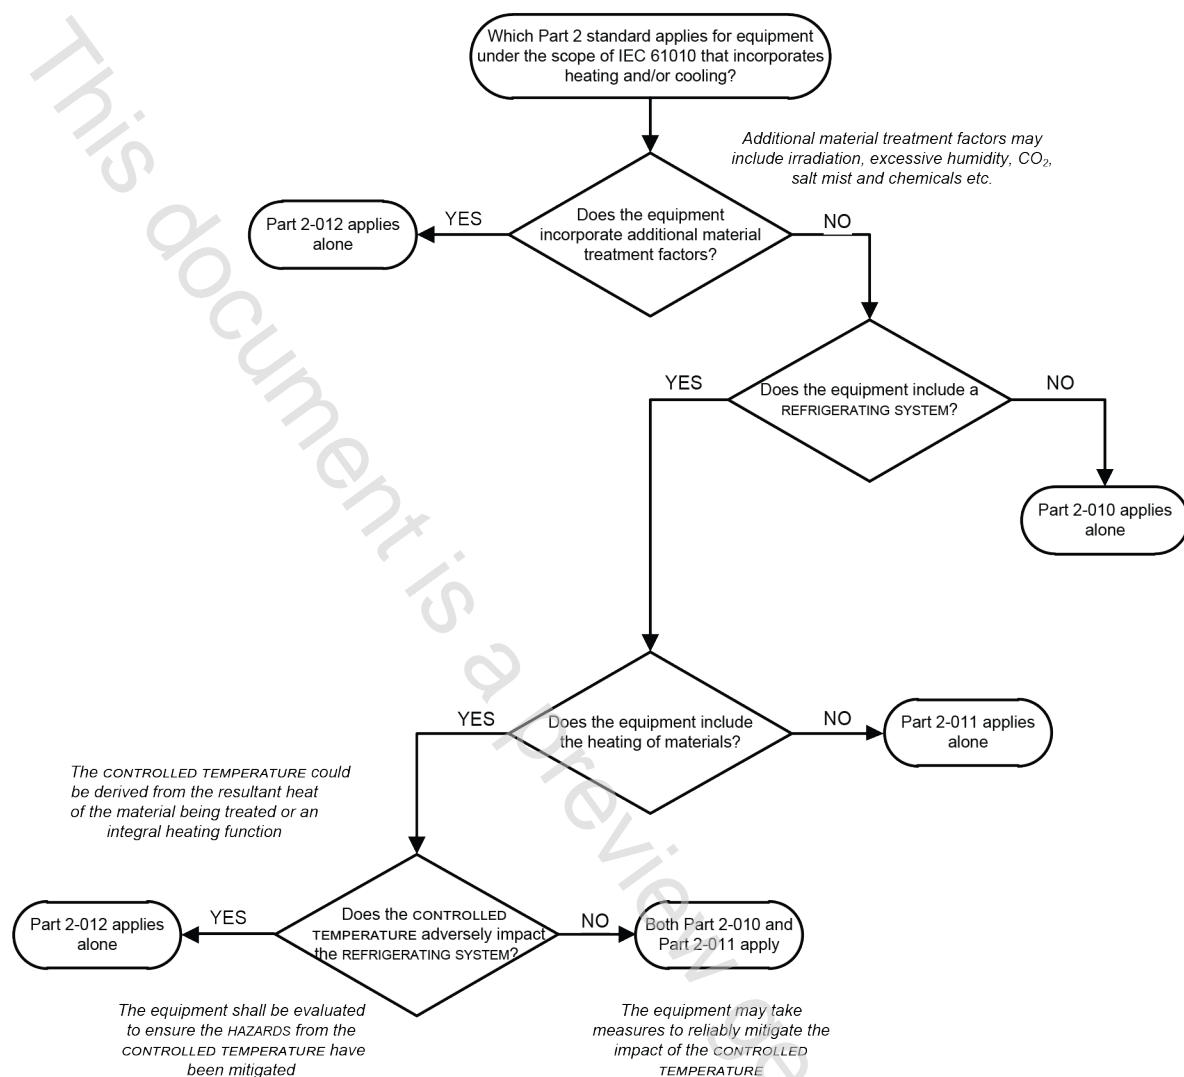 Which Part 2 standard applies for equipment
under the scope of IEC 61010 that incorporates
heating and/or cooling?
Additional material treatment factors may
include irradiation, excessive humidity, CO₂,
salt mist and chemicals etc.
Does the equipment
incorporate additional material
treatment factors?
YES
NO
Part 2-012 applies
alone
Does the equipment include a
REFRIGERATING SYSTEM?
YES
NO
Part 2-010 applies
alone
Does the equipment include
the heating of materials?
YES
NO
Part 2-011 applies
alone
The CONTROLLED TEMPERATURE could
be derived from the resultant heat
of the material being treated or an
integral heating function
Does the CONTROLLED
TEMPERATURE adversely impact
the REFRIGERATING SYSTEM?
YES
NO
Part 2-012 applies
alone
Both Part 2-010 and
Part 2-011 apply
The equipment shall be evaluated
to ensure the HAZARDS from the
CONTROLLED TEMPERATURE have
been mitigated
The equipment may take
measures to reliably mitigate the
impact of the CONTROLLED
TEMPERATURE
This document is a preview ge